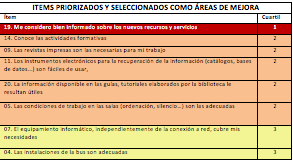 ITEMS PRIORIZADOS Y SELECCIONADOS COMO ÁREAS DE MEJORA
Ítem Cuartil
19. Me considero bien informado sobre los nuevos recursos y servicios 1
14. Conoce las actividades formativas 2
09. Las revistas impresas son las necesarias para mi trabajo 2
11. Los instrumentos electrónicos para la recuperación de la información (catálogos, bases
de datos...) son fáciles de usar, 2
20. La información disponible en las guías, tutoriales elaborados por la biblioteca le
resultan útiles 2
05. Las condiciones de trabajo en las salas (ordenación, silencio...) son las adecuadas 2
07. El equipamiento informático, independientemente de la conexión a red, cubre mis
necesidades 3
04. Las instalaciones de la bus son adecuadas 3